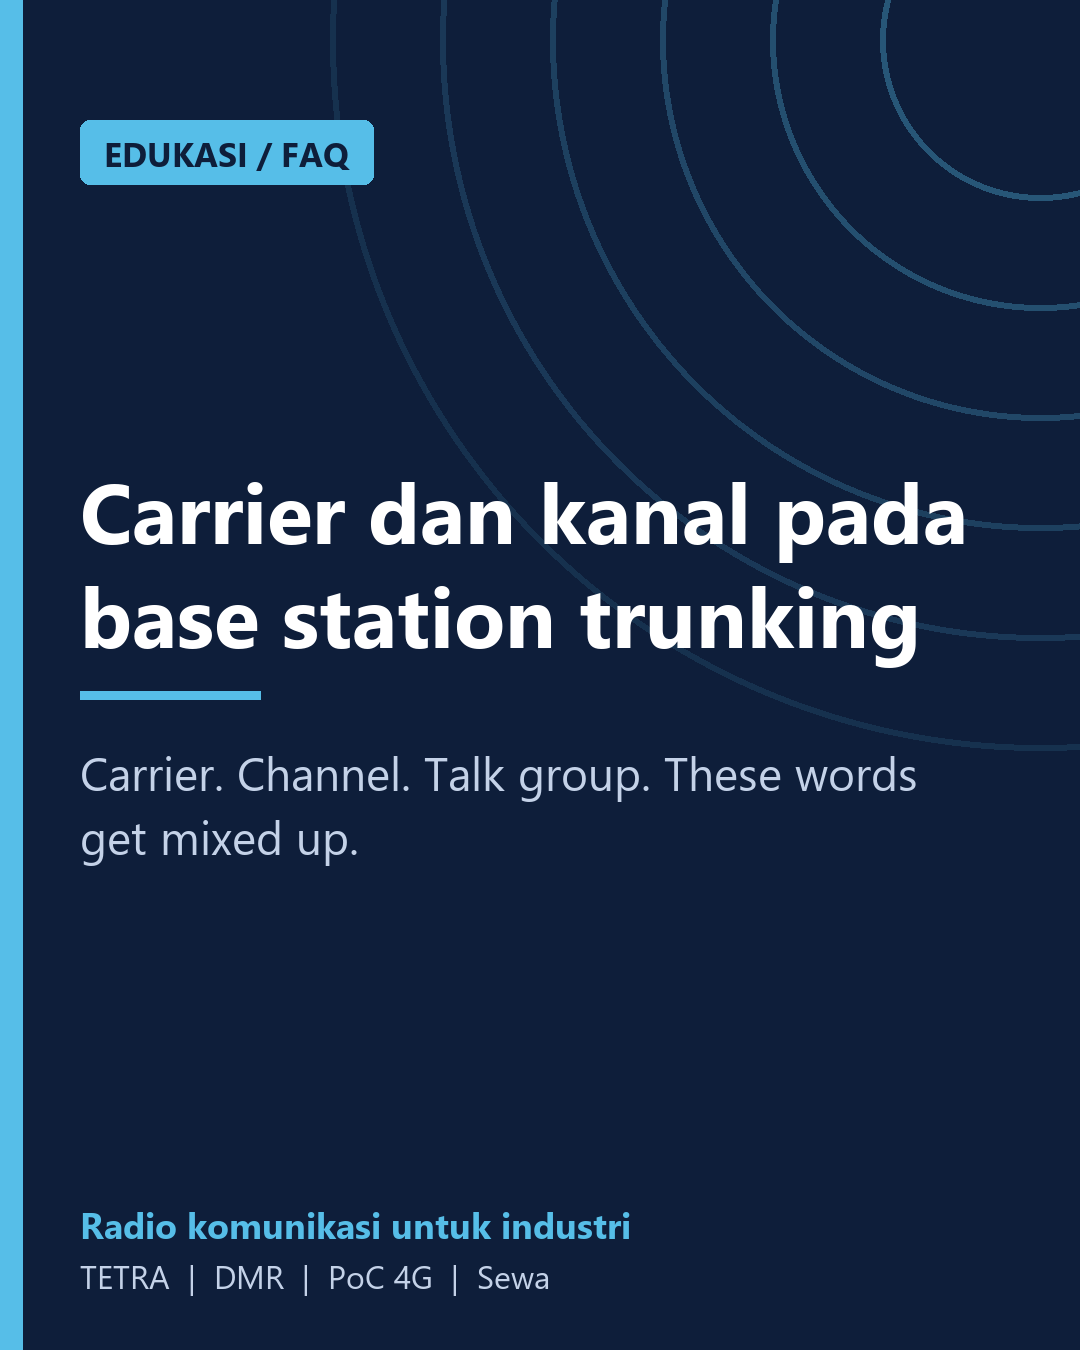 EDUKASI / FAQ
Carrier dan kanal pada
base station trunking
Carrier. Channel. Talk group. These words
get mixed up.
Radio komunikasi untuk industri
TETRA | DMR | PoC 4G | Sewa